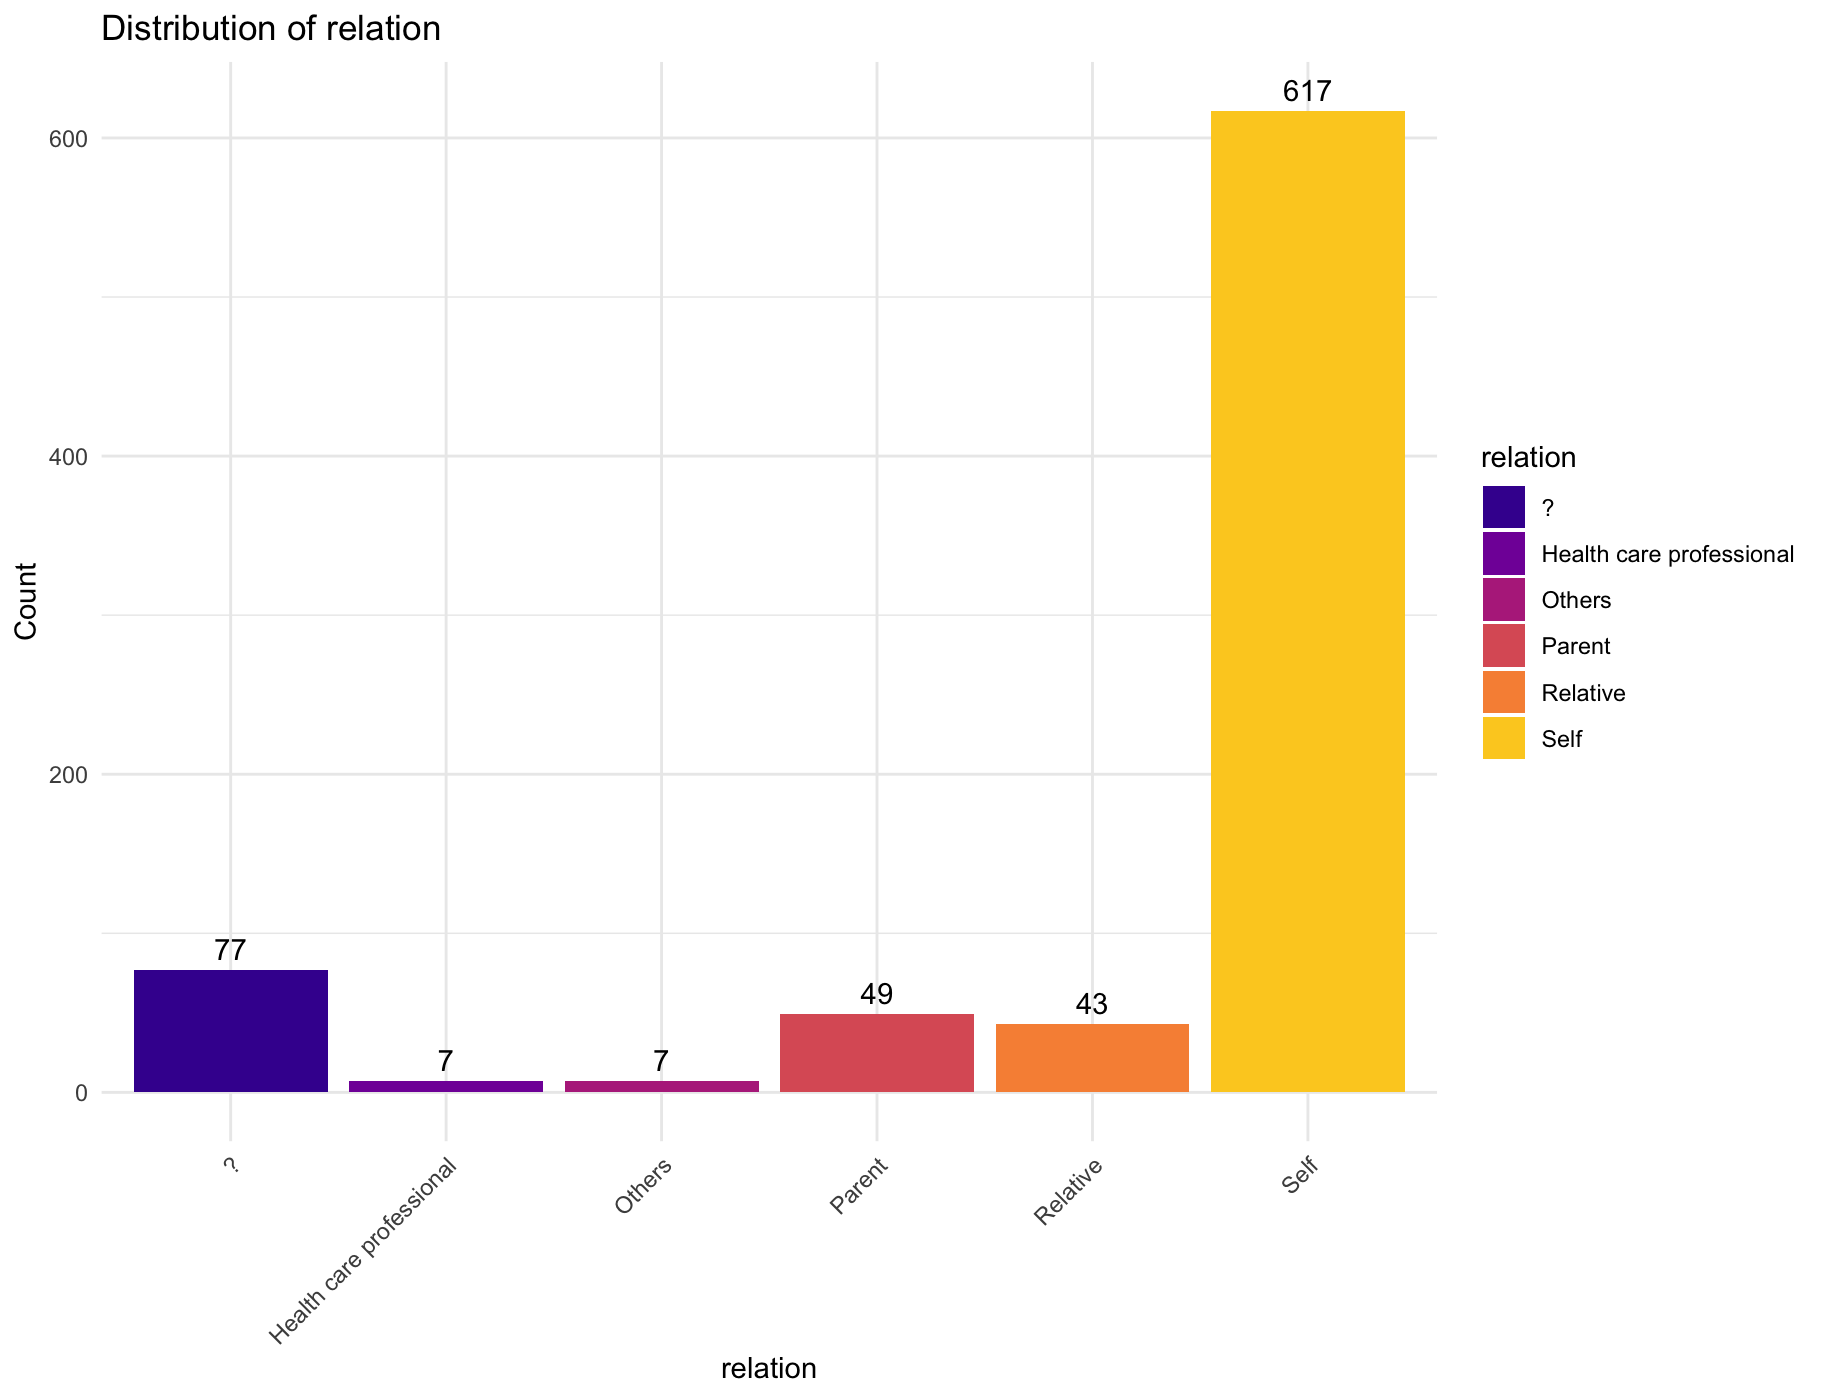 Distribution of relation
617
600
400
200
0
Count
77
7
7
49
43
?
Health care professional
Others
Parent
Relative
Self
relation
relation
?
Health care professional
Others
Parent
Relative
Self